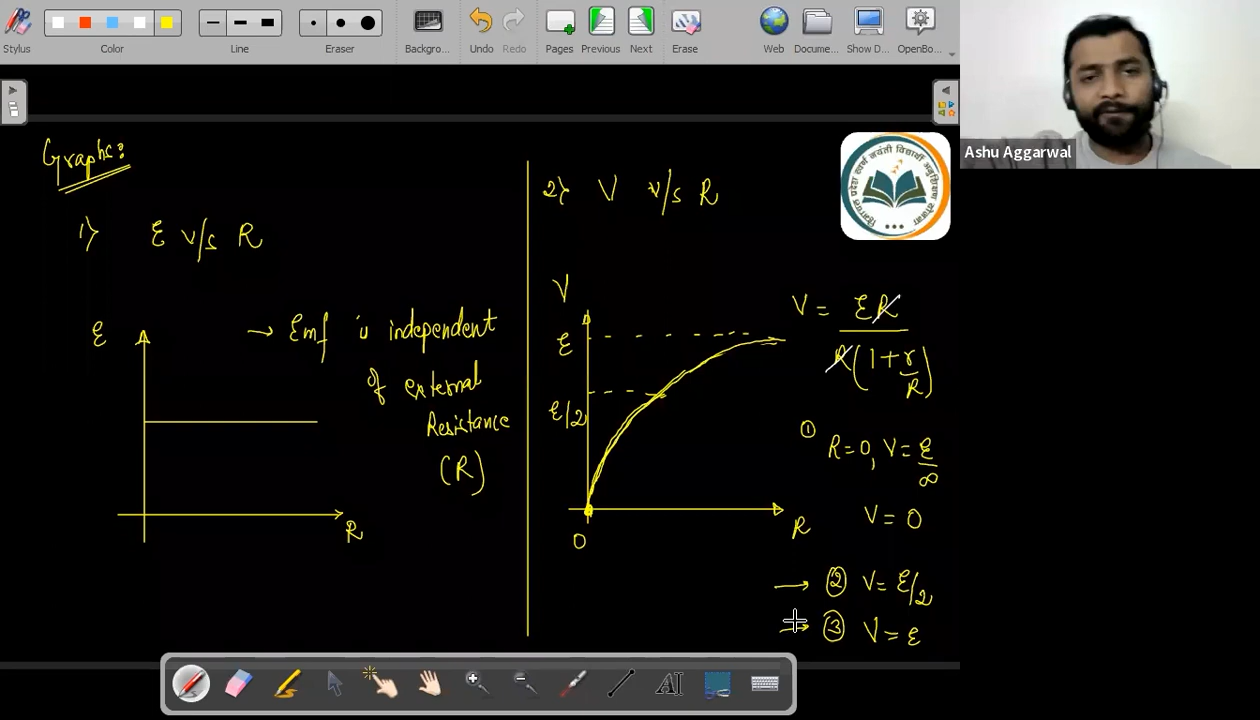 Stylus
Color
Line
Eraser
Backgro...
Undo
Redo
Pages
Previous
Next
Erase
Web
Docume...
Show D...
OpenBo...
Ashu Aggarwal
Graphs:
1) ε v/s R
ε
R
→ Emf is independent
of external
Resistance
(R)
2) V v/s R
V
ε
ε/2
0
R
V = εR
R(1 + r/R)
① R = 0, V = ε/∞
V = 0
→ ② V = ε/2
→ ③ V = ε
AI